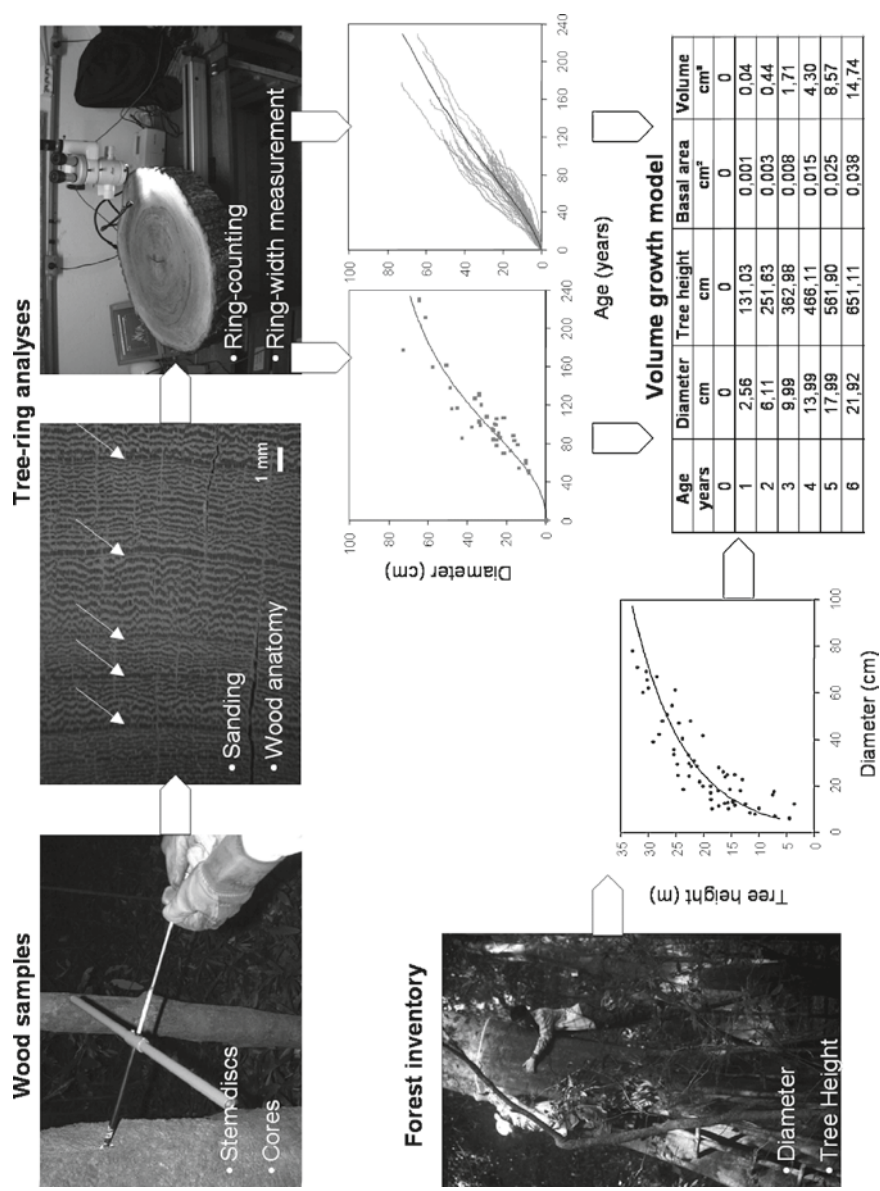 Wood samples
• Stem discs
• Cores
Tree-ring analyses
• Sanding
• Wood anatomy
1 mm
• Ring-counting
• Ring-width measurement
Forest inventory
• Diameter
• Tree Height
Tree height (m)
35
30
25
20
15
10
5
0
0 20 40 60 80 100
Diameter (cm)
Diameter (cm)
100
80
60
40
20
0
0 40 80 120 160 200 240
100
80
60
40
20
0
0 40 80 120 160 200 240
Age (years)
Volume growth model
Age Diameter Tree height Basal area Volume
years cm cm cm² cm³
0 0 0 0 0
1 2,56 131,03 0,001 0,04
2 6,11 251,63 0,003 0,44
3 9,99 362,98 0,008 1,71
4 13,99 466,11 0,015 4,30
5 17,99 561,90 0,025 8,57
6 21,92 651,11 0,038 14,74